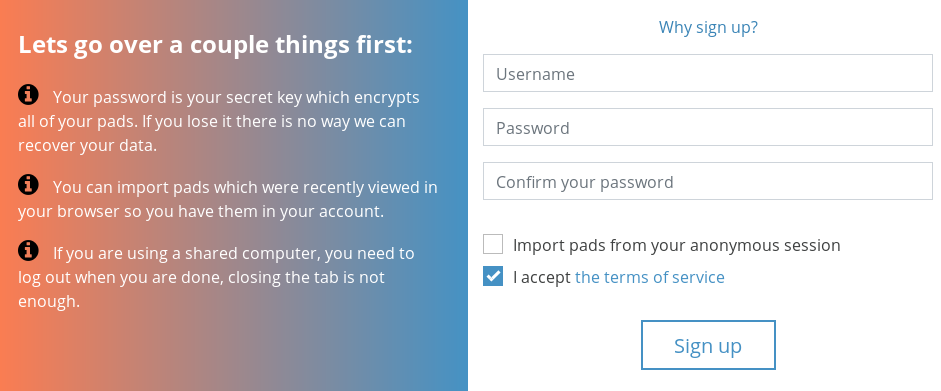 Lets go over a couple things first:
Your password is your secret key which encrypts
all of your pads. If you lose it there is no way we can
recover your data.
You can import pads which were recently viewed in
your browser so you have them in your account.
If you are using a shared computer, you need to
log out when you are done, closing the tab is not
enough.
Why sign up?
Username
Password
Confirm your password
Import pads from your anonymous session
I accept the terms of service
Sign up